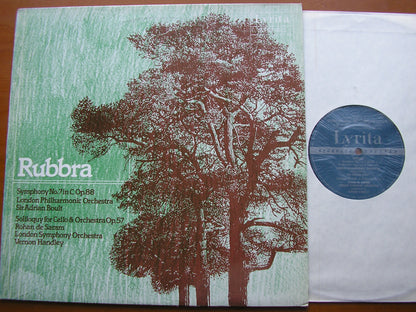 Lyrita
Rubbra
Symphony No.7 in C Op.88
London Philharmonic Orchestra
Sir Adrian Boult
Soliloquy for Cello & Orchestra Op.57
Rohan de Saram
London Symphony Orchestra
Vernon Handley
Lyrita